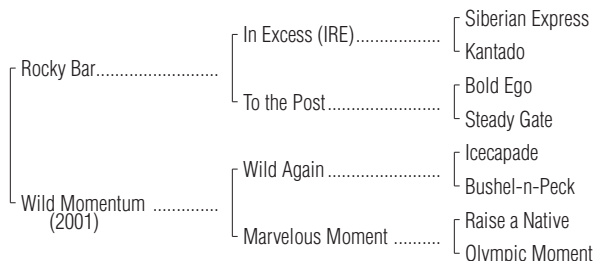 Siberian Express
In Excess (IRE)..................
Kantado
Rocky Bar..........................
Bold Ego
To the Post........................
Steady Gate
Icecapade
Wild Again ........................
Bushel-n-Peck
Wild Momentum ..............
(2001)
Raise a Native
Marvelous Moment ..........
Olympic Moment